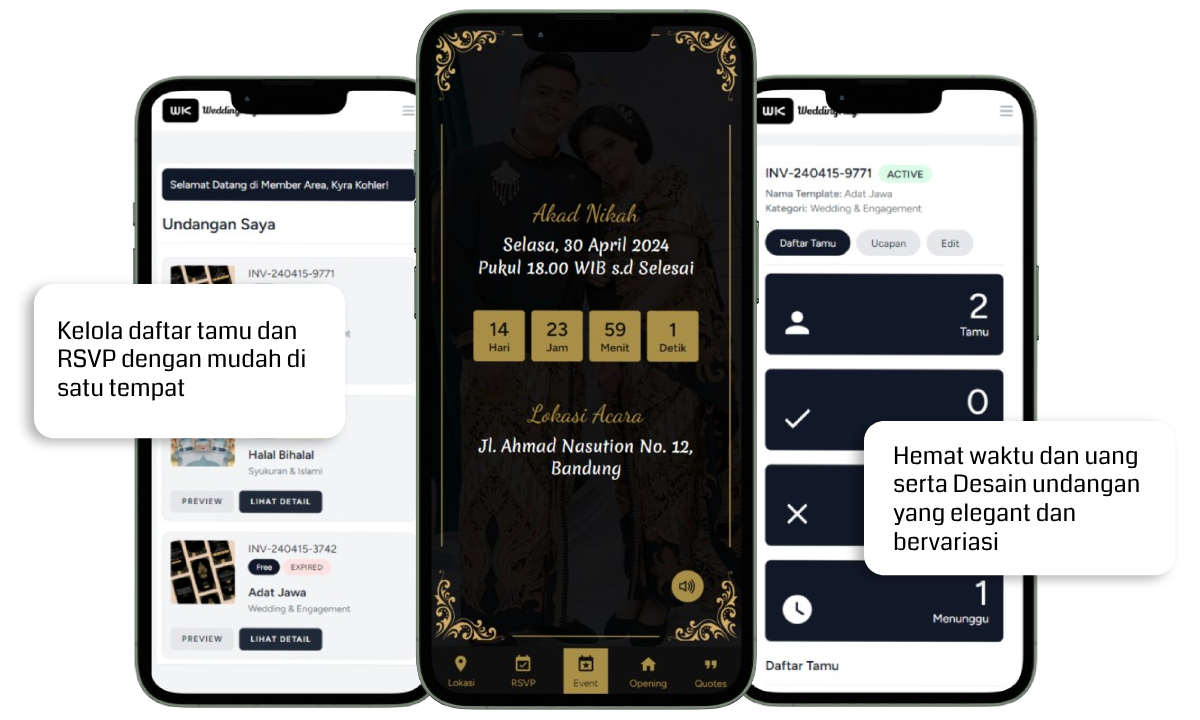 WK
Selamat Datang di Member Area, Kyra Kohler!
Undangan Saya
INV-240415-9771
Kelola daftar tamu dan
RSVP dengan mudah di
satu tempat
Halal Bihalal
Syukuran & Islami
PREVIEW
LIHAT DETAIL
INV-240415-3742
Free
EXPIRED
Adat Jawa
Wedding & Engagement
PREVIEW
LIHAT DETAIL
Akad Nikah
Selasa, 30 April 2024
Pukul 18.00 WIB s.d Selesai
14
Hari
23
Jam
59
Menit
1
Detik
Lokasi Acara
Jl. Ahmad Nasution No. 12,
Bandung
Lokasi
RSVP
Event
Opening
Quotes
WK
INV-240415-9771
ACTIVE
Nama Template: Adat Jawa
Kategori: Wedding & Engagement
Daftar Tamu
Ucapan
Edit
2
Tamu
0
Hemat waktu dan uang
serta Desain undangan
yang elegant dan
bervariasi
1
Menunggu
Daftar Tamu